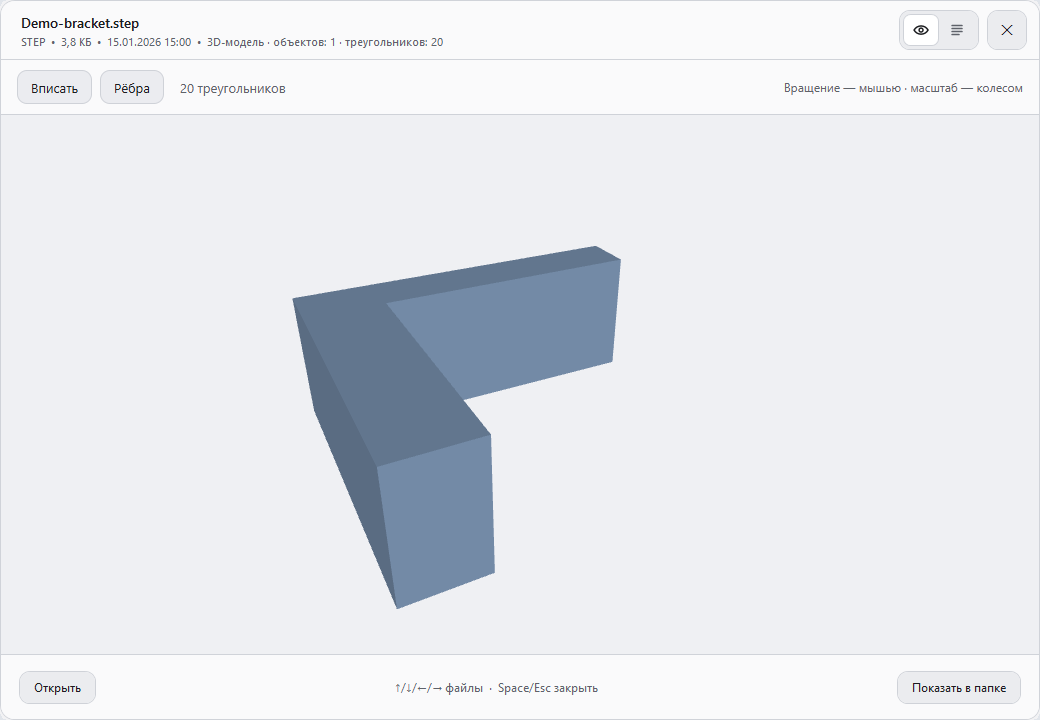 Demo-bracket.step
STEP • 3,8 КБ • 15.01.2026 15:00 • 3D-модель · объектов: 1 · треугольников: 20
Вписать
Рёбра
20 треугольников
Вращение — мышью · масштаб — колесом
Открыть
↑/↓/←/→ файлы · Space/Esc закрыть
Показать в папке